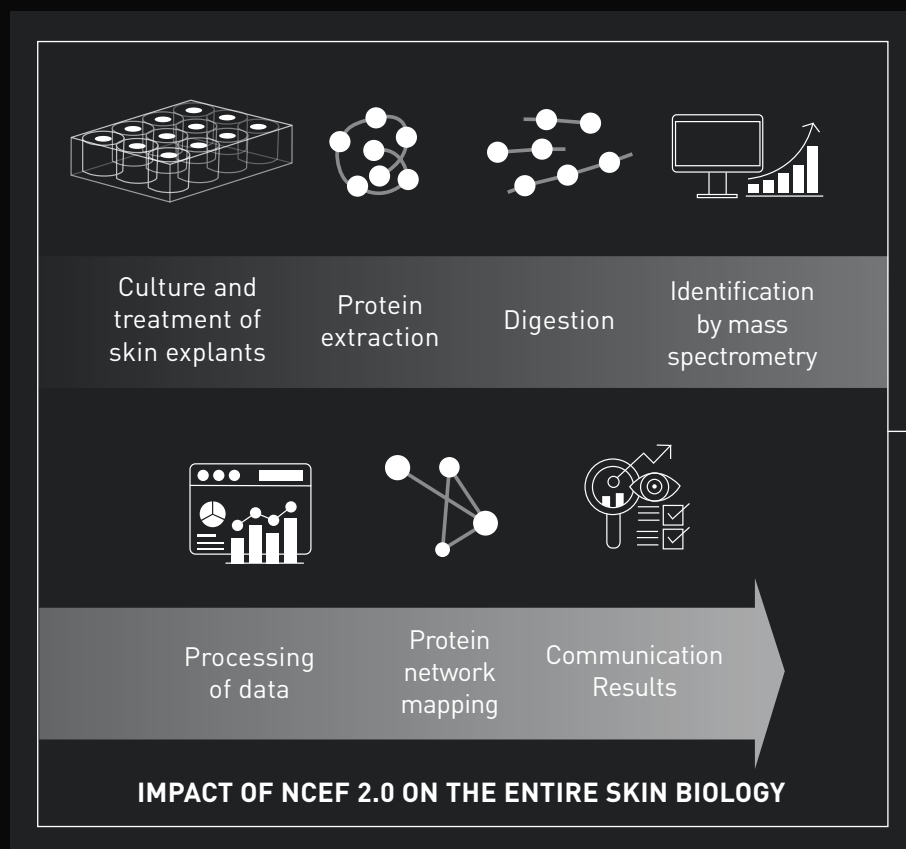 Culture and
treatment of
skin explants
Protein
extraction
Digestion
Identification
by mass
spectrometry
Processing
of data
Protein
network
mapping
Communication
Results
IMPACT OF NCEF 2.0 ON THE ENTIRE SKIN BIOLOGY